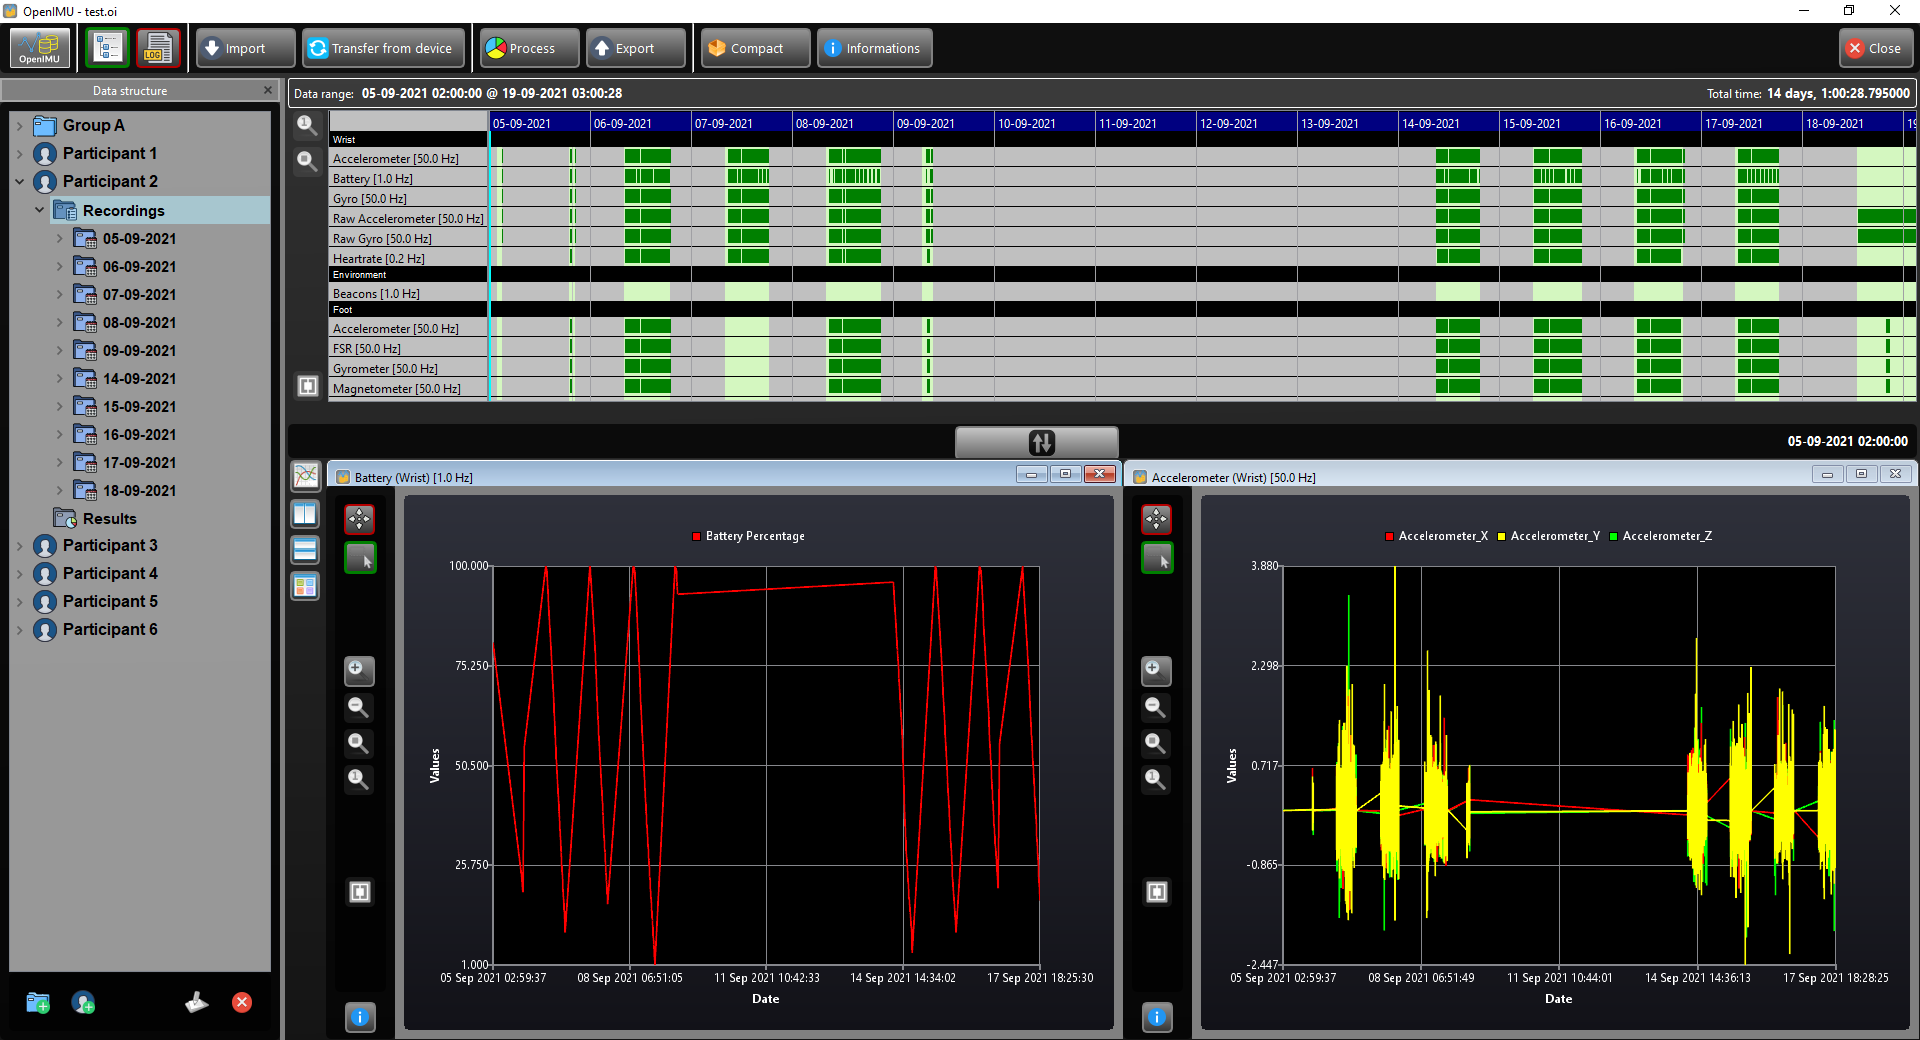 OpenIMU - test.oi
OpenIMU
LOG
Import
Transfer from device
Process
Export
Compact
Informations
Close
Data structure
Group A
Participant 1
Participant 2
Recordings
05-09-2021
06-09-2021
07-09-2021
08-09-2021
09-09-2021
14-09-2021
15-09-2021
16-09-2021
17-09-2021
18-09-2021
Results
Participant 3
Participant 4
Participant 5
Participant 6
Data range: 05-09-2021 02:00:00 @ 19-09-2021 03:00:28
Total time: 14 days, 1:00:28.795000
05-09-2021 06-09-2021 07-09-2021 08-09-2021 09-09-2021 10-09-2021 11-09-2021 12-09-2021 13-09-2021 14-09-2021 15-09-2021 16-09-2021 17-09-2021 18-09-2021 19
Wrist
Accelerometer [50.0 Hz]
Battery [1.0 Hz]
Gyro [50.0 Hz]
Raw Accelerometer [50.0 Hz]
Raw Gyro [50.0 Hz]
Heartrate [0.2 Hz]
Environment
Beacons [1.0 Hz]
Foot
Accelerometer [50.0 Hz]
FSR [50.0 Hz]
Gyrometer [50.0 Hz]
Magnetometer [50.0 Hz]
05-09-2021 02:00:00
Battery (Wrist) [1.0 Hz]
Battery Percentage
100.000
75.250
50.500
25.750
1.000
Values
05 Sep 2021 02:59:37 08 Sep 2021 06:51:05 11 Sep 2021 10:42:33 14 Sep 2021 14:34:02 17 Sep 2021 18:25:30
Date
Accelerometer (Wrist) [50.0 Hz]
Accelerometer_X Accelerometer_Y Accelerometer_Z
3.880
2.298
0.717
-0.865
-2.447
Values
05 Sep 2021 02:59:37 08 Sep 2021 06:51:49 11 Sep 2021 10:44:01 14 Sep 2021 14:36:13 17 Sep 2021 18:28:25
Date